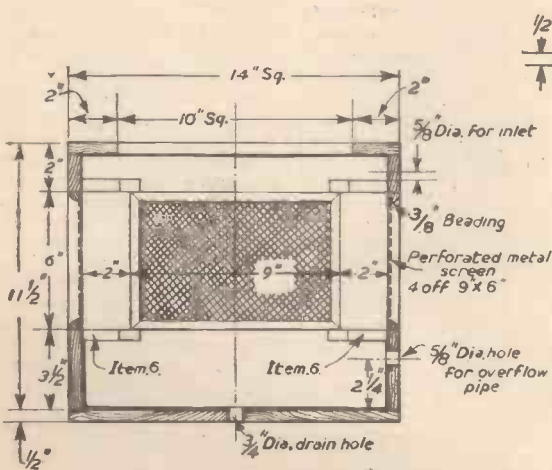 1/2
14" Sq.
2"
10" Sq.
2"
5/8" Dia. for inlet
2"
3/8" Beading
6"
11 1/2"
2"
9"
2"
Perforated metal
screen
4 off 9"x 6"
3 1/2"
Item.6.
Item.6.
2 1/4"
5/8" Dia. hole
for overflow
pipe
1/2"
3/4" Dia. drain hole